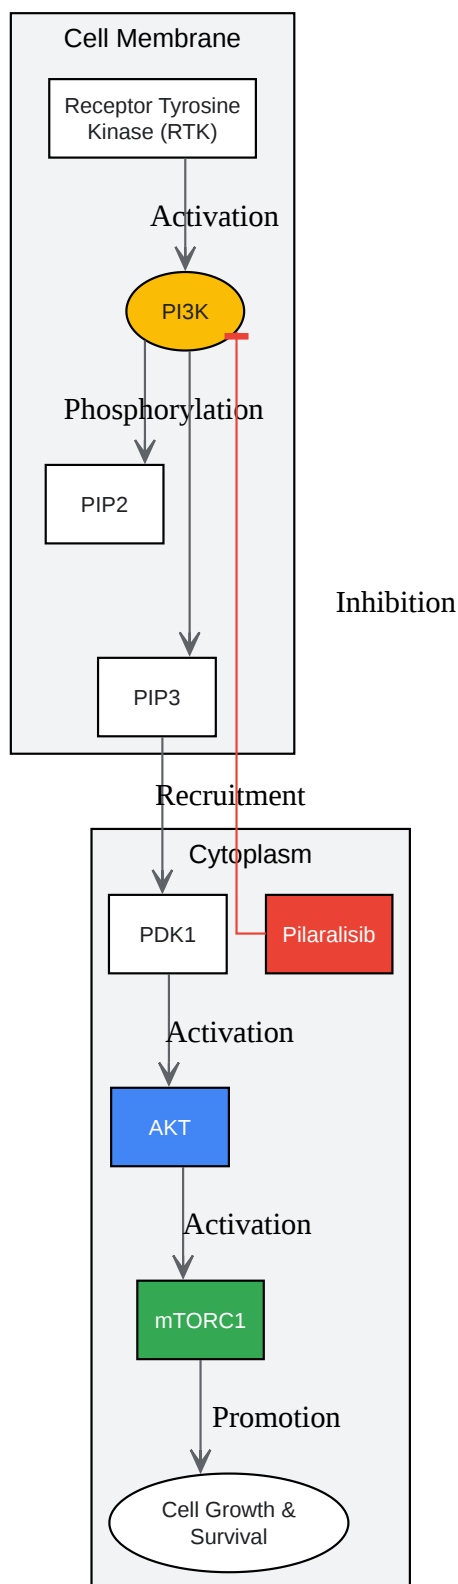 Cell Membrane
Receptor Tyrosine
Kinase (RTK)
Activation
PI3K
Phosphorylation
PIP2
Inhibition
PIP3
Recruitment
Cytoplasm
PDK1
Pilaralisib
Activation
AKT
Activation
mTORC1
Promotion
Cell Growth &
Survival